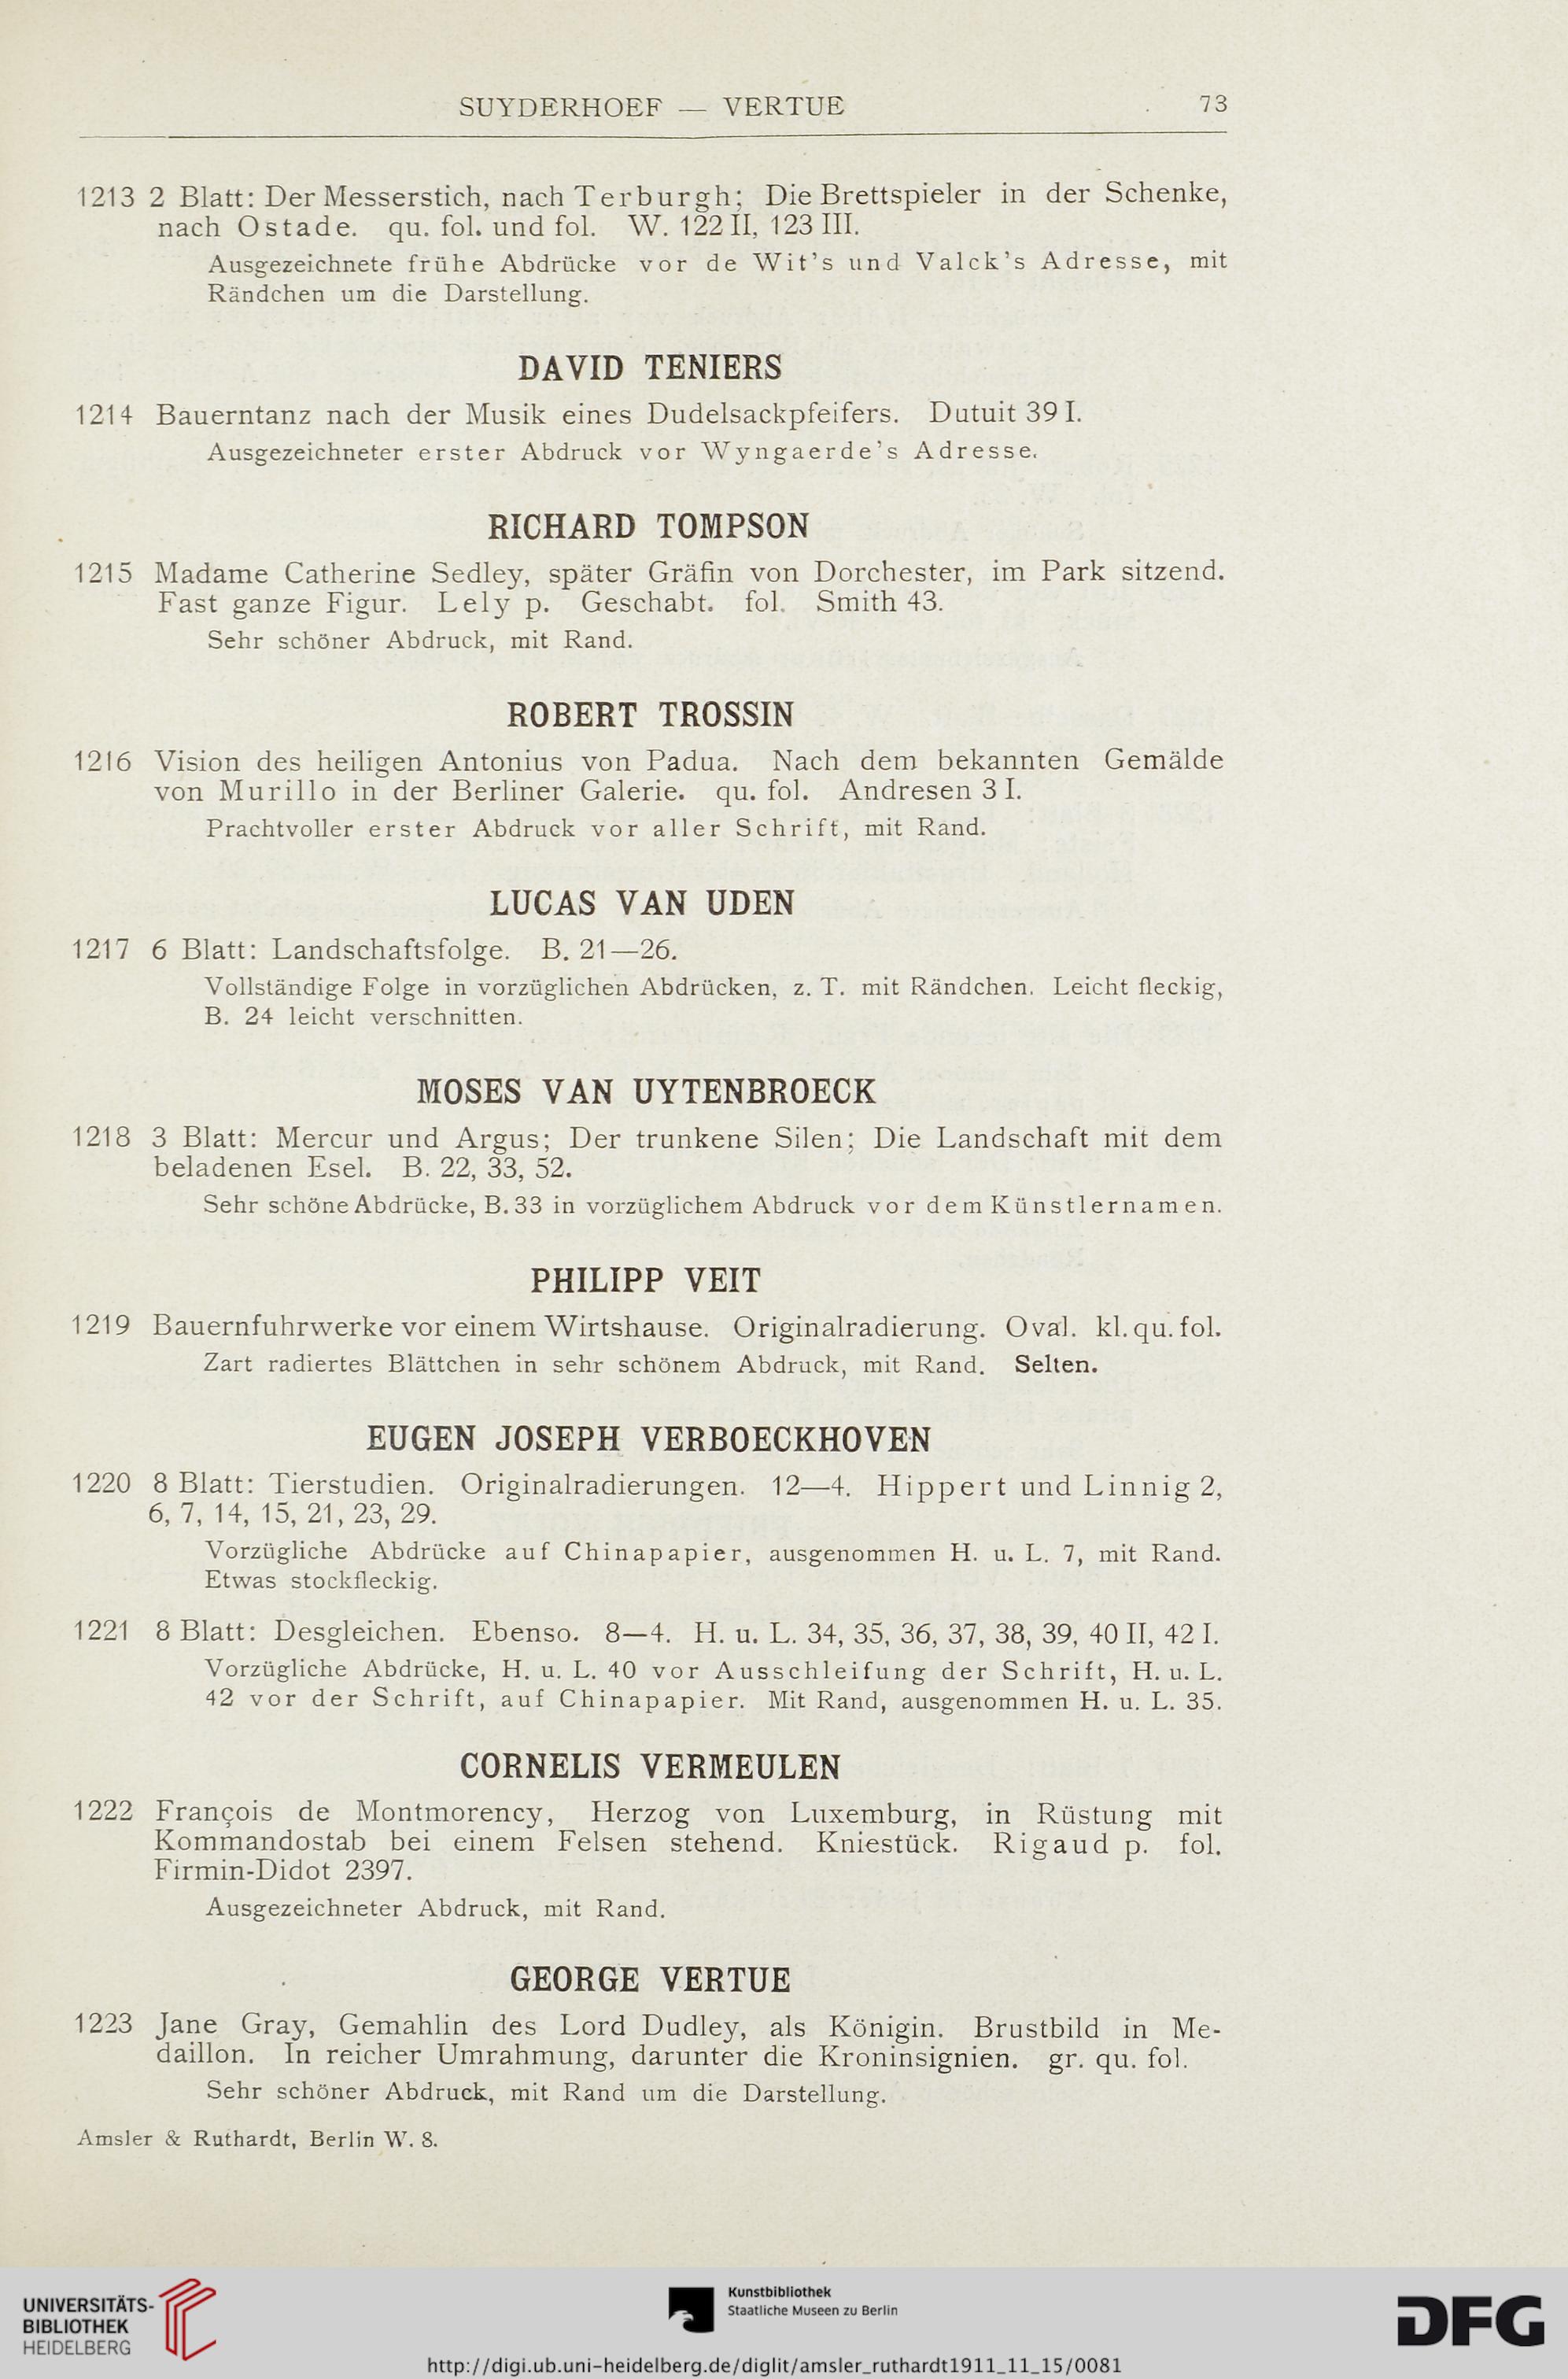 SUYDERHOEF — VERTUE 73
1213 2 Blatt: Der Messerstich, nach Terburgh; Die Brettspieler in der Schenke,
nach Ostade. qu. fol. und fol. W. 122 II, 123 III.
Ausgezeichnete frühe Abdrücke vor de Wit's und Valck's Adresse, mit
Rändchen um die Darstellung.
DAVID TENIERS
1214 Bauerntanz nach der Musik eines Dudelsackpfeifers. Dutuit 39 I.
Ausgezeichneter erster Abdruck vor Wyngaerde's Adresse.
RICHARD TOMPSON
1215 Madame Catherine Sedley, später Gräfin von Dorchester, im Park sitzend.
Fast ganze Figur. Lely p. Geschabt. fol. Smith 43.
Sehr schöner Abdruck, mit Rand.
ROBERT TROSSIN
1216 Vision des heiligen Antonius von Padua. Nach dem bekannten Gemälde
von Murillo in der Berliner Galerie. qu. fol. Andresen 3 I.
Prachtvoller erster Abdruck vor aller Schrift, mit Rand.
LUCAS VAN UDEN
1217 6 Blatt: Landschaftsfolge. B. 21—26.
Vollständige Folge in vorzüglichen Abdrücken, z. T. mit Rändchen. Leicht fleckig,
B. 24 leicht verschnitten.
MOSES VAN UYTENBROECK
1218 3 Blatt: Mercur und Argus; Der trunkene Silen; Die Landschaft mit dem
beladenen Esel. B. 22, 33, 52.
Sehr schöne Abdrücke, B. 33 in vorzüglichem Abdruck vor dem Künstlernamen.
PHILIPP VEIT
1219 Bauernfuhrwerke vor einem Wirtshause. Originalradierung. Oval. kl. qu. fol.
Zart radiertes Blättchen in sehr schönem Abdruck, mit Rand. Selten.
EUGEN JOSEPH VERBOECKHOVEN
1220 8 Blatt: Tierstudien. Originalradierungen. 12—4. Hippert und Linnig 2,
6, 7, 14, 15, 21, 23, 29.
Vorzügliche Abdrücke auf Chinapapier, ausgenommen H. u. L. 7, mit Rand.
Etwas stockfleckig.
1221 8 Blatt: Desgleichen. Ebenso. 8—4. H. u. L. 34, 35, 36, 37, 38, 39, 40 II, 42 I.
Vorzügliche Abdrücke, H. u. L. 40 vor Ausschleifung der Schrift, H. u. L.
42 vor der Schrift, auf Chinapapier. Mit Rand, ausgenommen H. u. L. 35.
CORNELIS VERMEULEN
1222 François de Montmorency, Herzog von Luxemburg, in Rüstung mit
Kommandostab bei einem Felsen stehend. Kniestück. Rigaud p. fol.
Firmin-Didot 2397.
Ausgezeichneter Abdruck, mit Rand.
GEORGE VERTUE
1223 Jane Gray, Gemahlin des Lord Dudley, als Königin. Brustbild in Me-
daillon. In reicher Umrahmung, darunter die Kroninsignien. gr. qu. fol.
Sehr schöner Abdruck, mit Rand um die Darstellung.
Amsler & Ruthardt, Berlin W. 8.
UNIVERSITÄTS-
BIBLIOTHEK
HEIDELBERG
Kunstbibliothek
Staatliche Museen zu Berlin
DFG
http://digi.ub.uni-heidelberg.de/diglit/amsler_ruthardt1911_11_15/0081